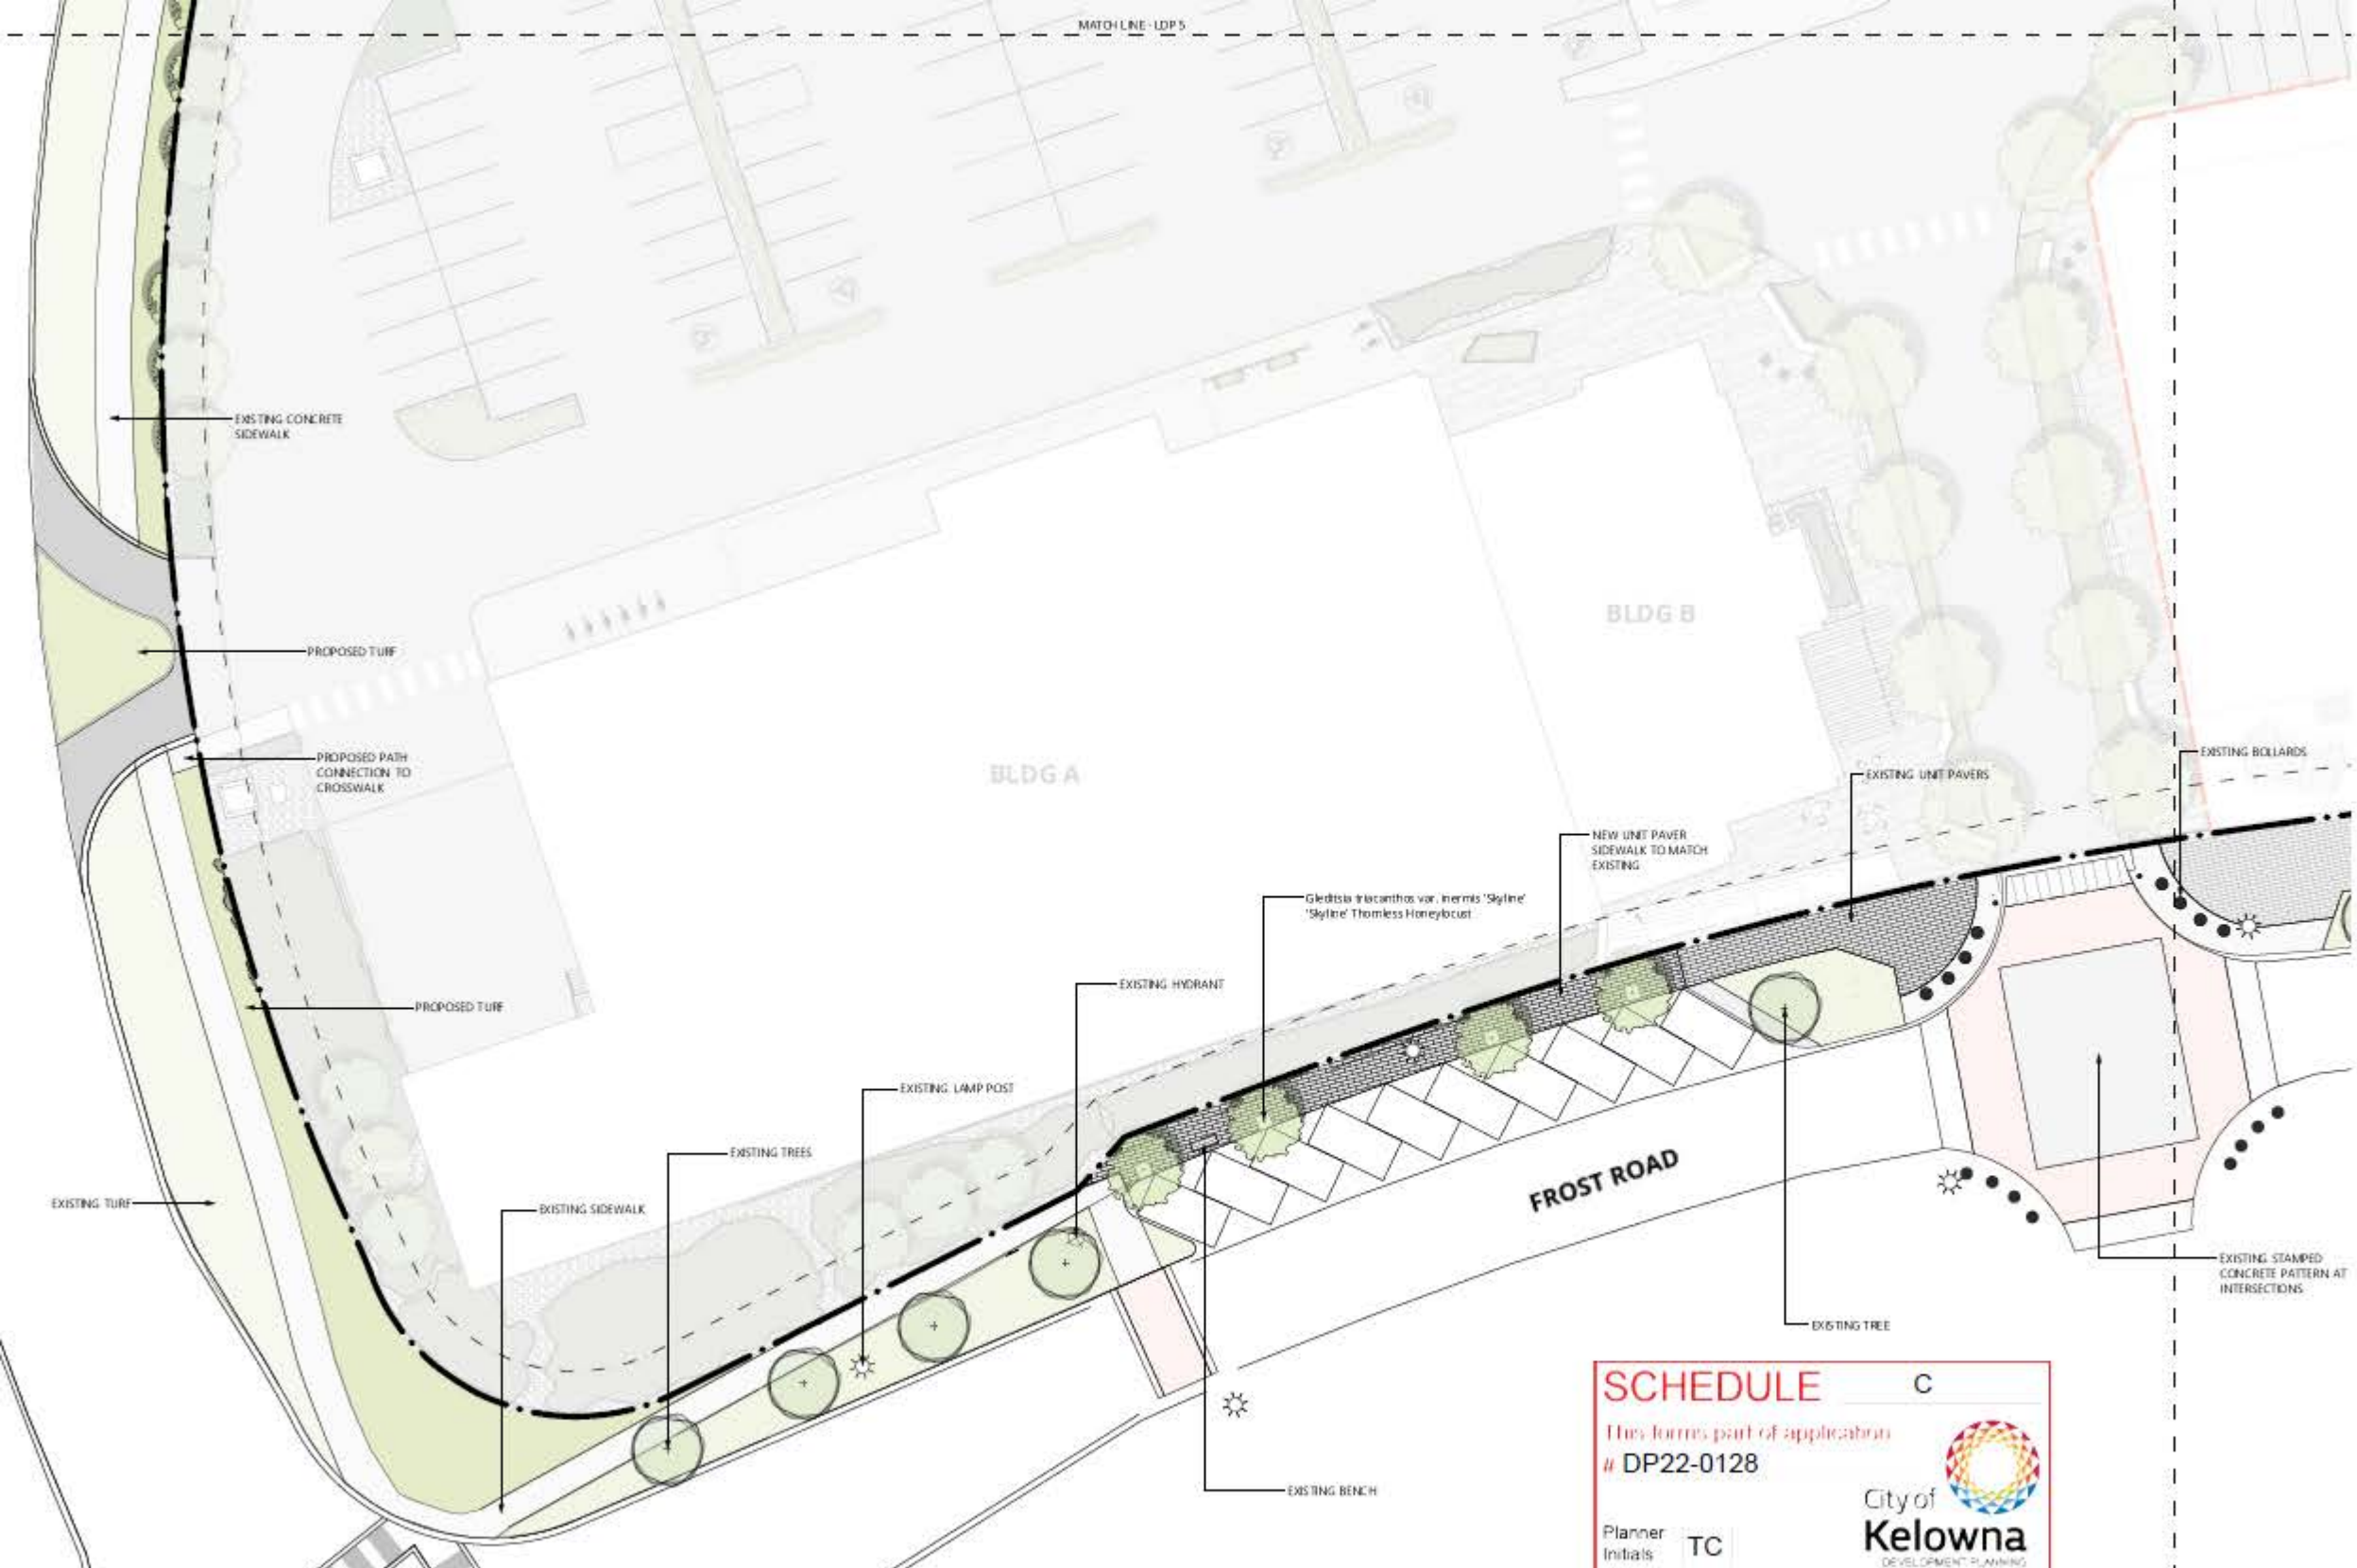 MATCH LINE - LDP 5
EXISTING CONCRETE
SIDEWALK
PROPOSED TURF
BLDG B
EXISTING BOLLARDS
PROPOSED PATH
CONNECTION TO
CROSSWALK
BLDG A
EXISTING UNIT PAVERS
NEW UNIT PAVER
SIDEWALK TO MATCH
EXISTING
Gleditsia triacanthos var. inermis 'Skyline'
'Skyline' Thornless Honeylocust
EXISTING HYDRANT
PROPOSED TURF
EXISTING LAMP POST
EXISTING TREES
FROST ROAD
EXISTING TURF
EXISTING SIDEWALK
EXISTING STAMPED
CONCRETE PATTERN AT
INTERSECTIONS
EXISTING TREE
EXISTING BENCH
SCHEDULE C
This forms part of application
# DP22-0128
City of
Kelowna
DEVELOPMENT PLANNING
Planner
Initials TC